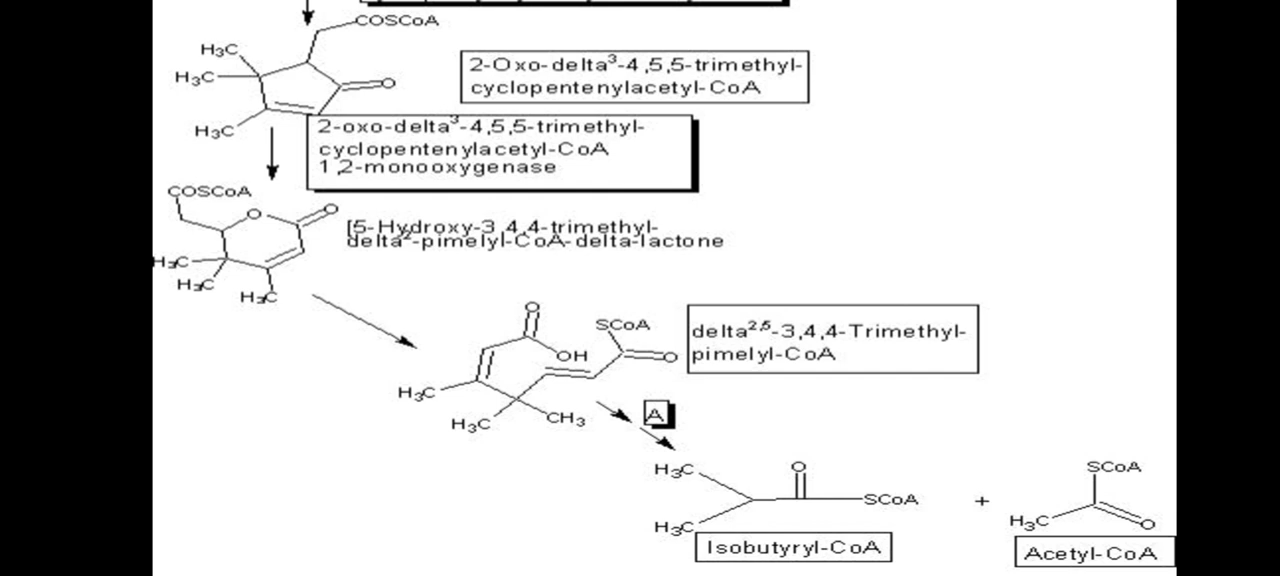 COSCoA
H₃C
H₃C
O
H₃C
2-Oxo-delta³-4,5,5-trimethyl-
cyclopentenylacetyl-CoA
2-oxo-delta³-4,5,5-trimethyl-
cyclopentenylacetyl-CoA
1,2-monooxygenase
COSCoA
O
O
H₃C
H₃C
H₃C
[5-Hydroxy-3,4,4-trimethyl-
delta²-pimelyl-CoA-delta-lactone
O
OH
SCoA
O
H₃C
H₃C
CH₃
delta²,⁵-3,4,4-Trimethyl-
pimelyl-CoA
A
H₃C
O
SCoA
H₃C
Isobutyryl-CoA
+
SCoA
H₃C
O
Acetyl-CoA